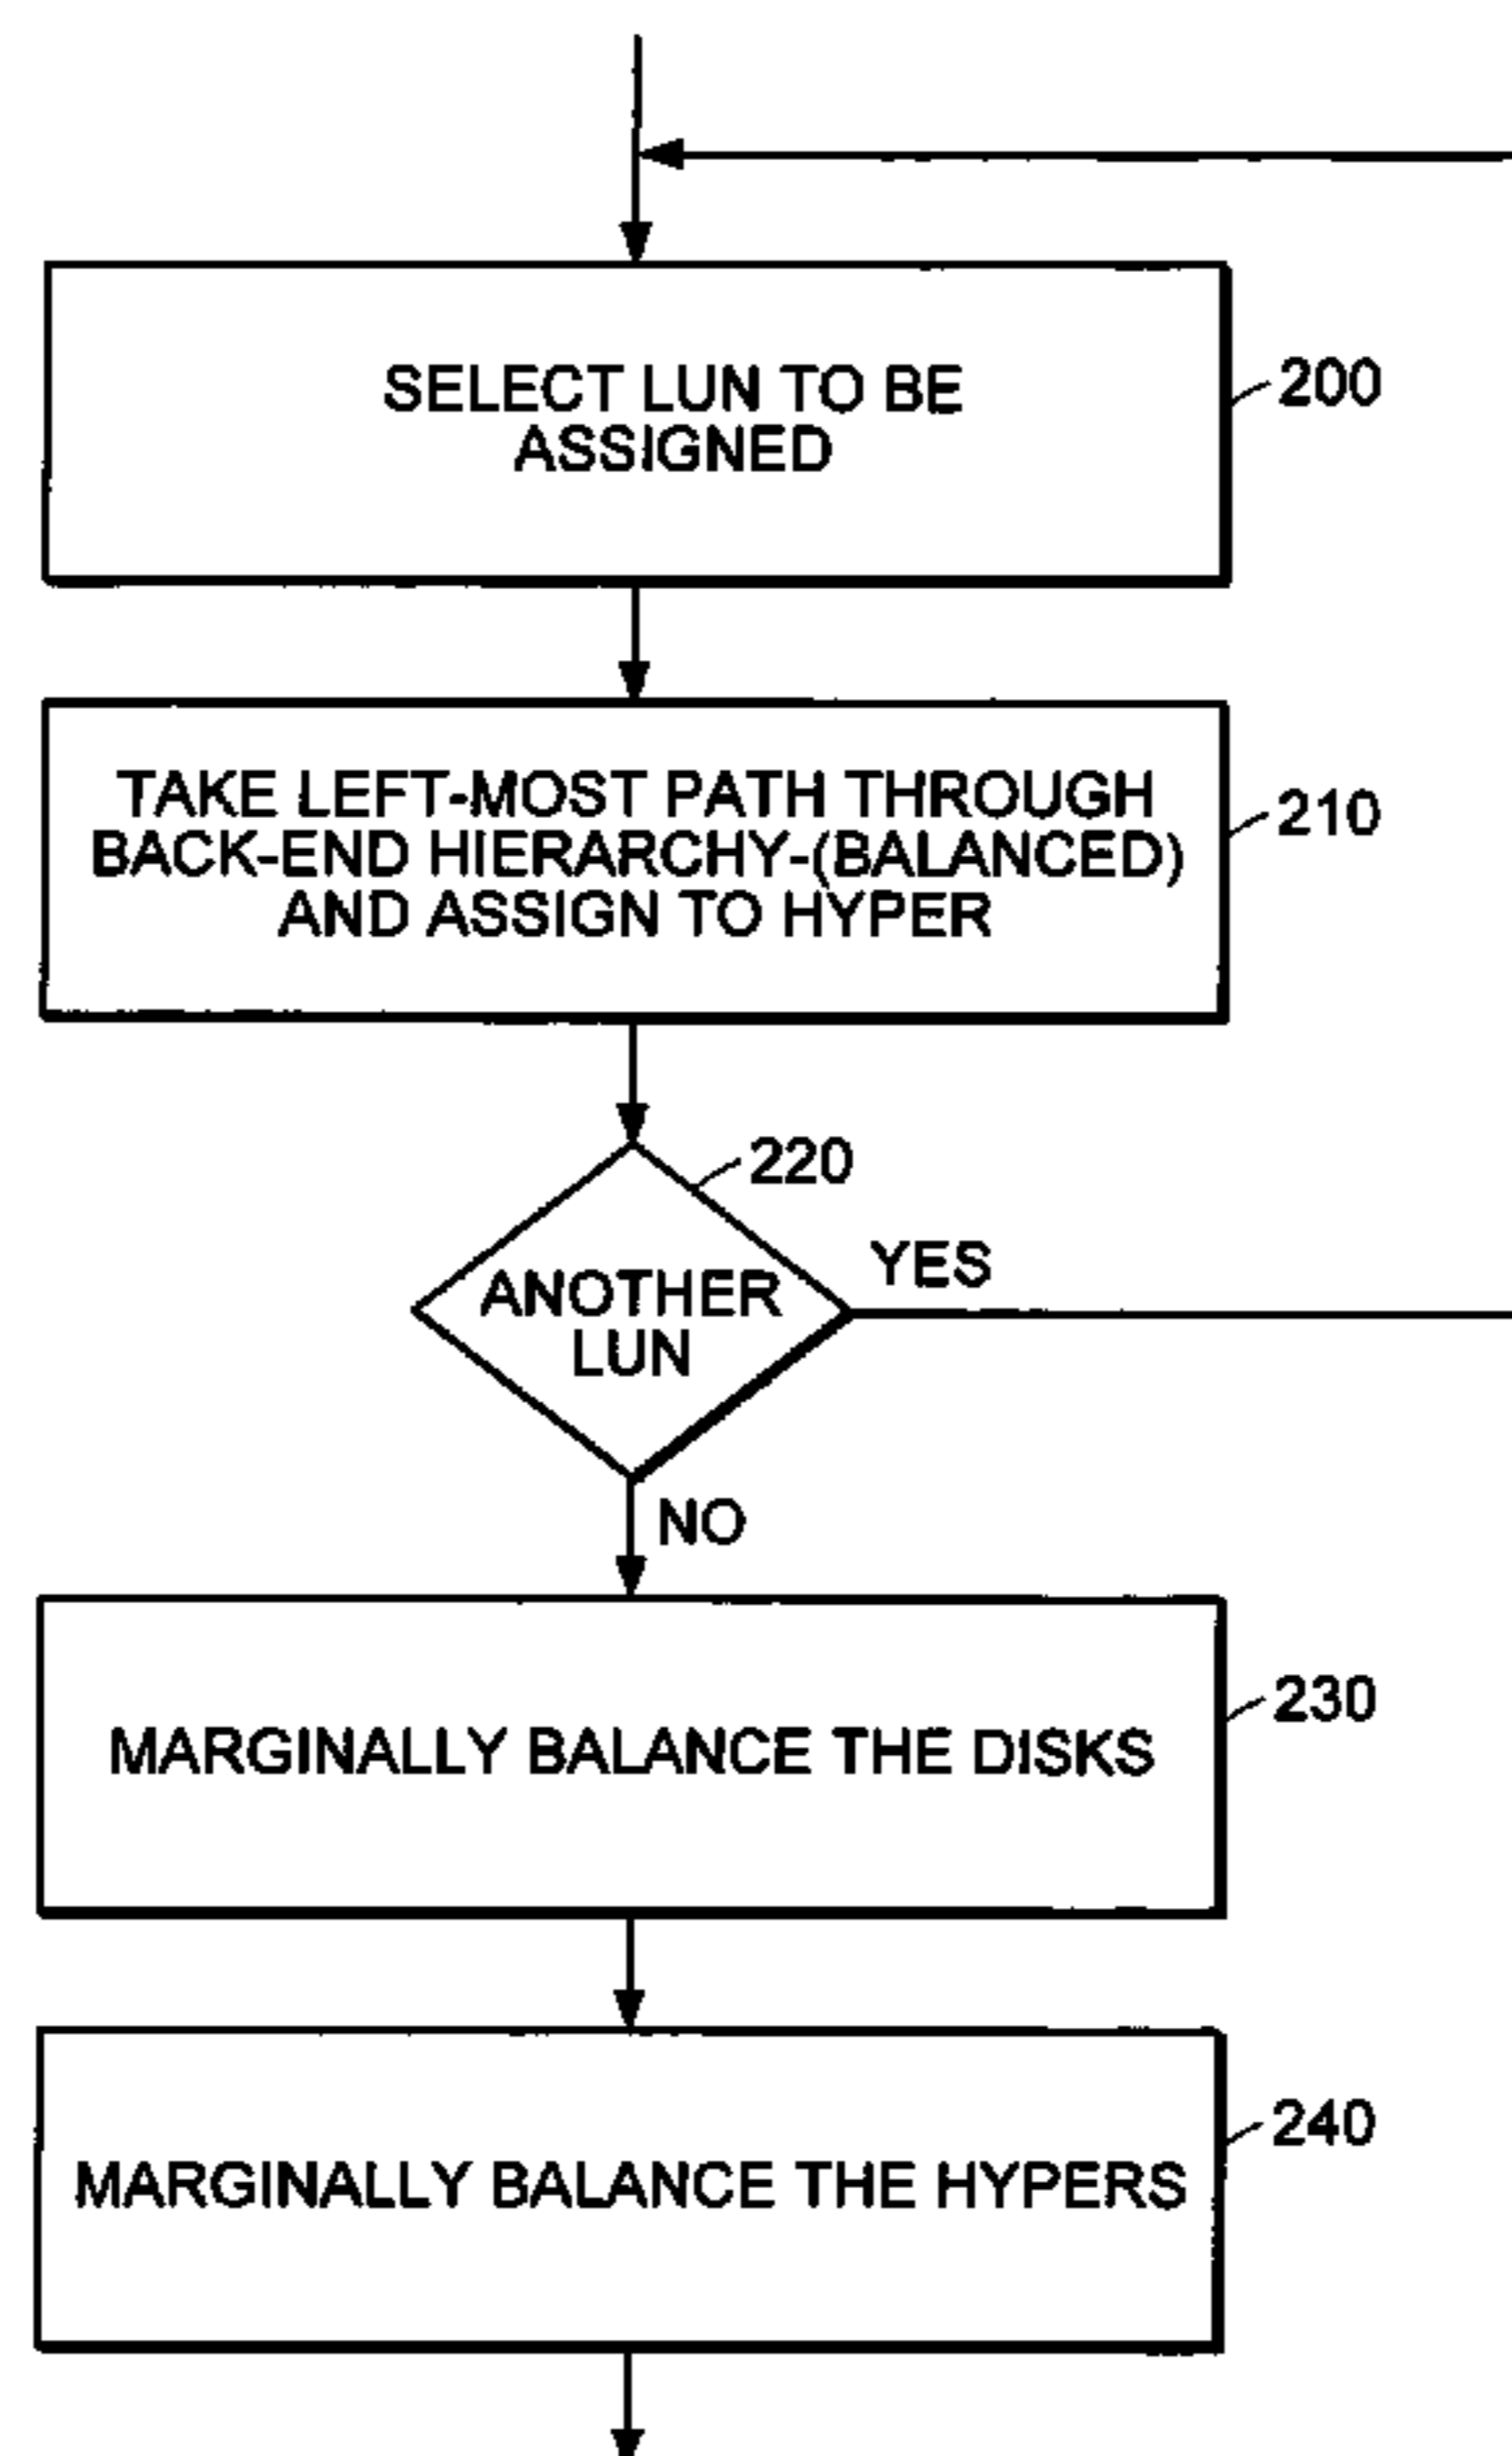 SELECT LUN TO BE
ASSIGNED
200
TAKE LEFT-MOST PATH THROUGH
BACK-END HIERARCHY-(BALANCED)
AND ASSIGN TO HYPER
210
220
ANOTHER
LUN
YES
NO
MARGINALLY BALANCE THE DISKS
230
MARGINALLY BALANCE THE HYPERS
240